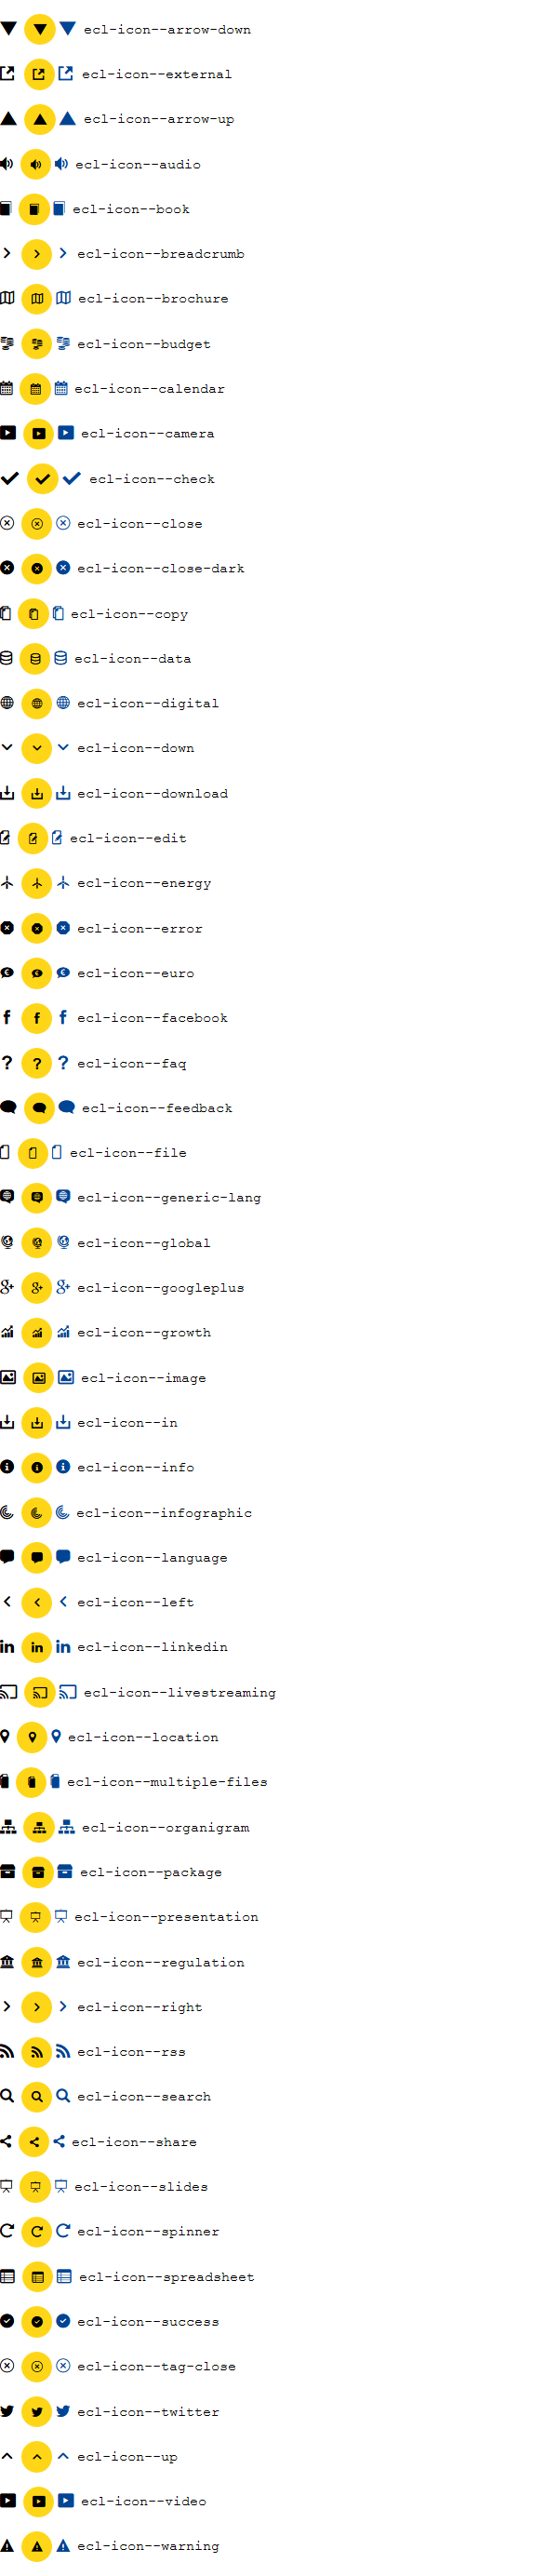 ecl-icon--arrow-down
ecl-icon--external
ecl-icon--arrow-up
ecl-icon--audio
ecl-icon--book
ecl-icon--breadcrumb
ecl-icon--brochure
ecl-icon--budget
ecl-icon--calendar
ecl-icon--camera
ecl-icon--check
ecl-icon--close
ecl-icon--close-dark
ecl-icon--copy
ecl-icon--data
ecl-icon--digital
ecl-icon--down
ecl-icon--download
ecl-icon--edit
ecl-icon--energy
ecl-icon--error
ecl-icon--euro
ecl-icon--facebook
ecl-icon--faq
ecl-icon--feedback
ecl-icon--file
ecl-icon--generic-lang
ecl-icon--global
ecl-icon--googleplus
ecl-icon--growth
ecl-icon--image
ecl-icon--in
ecl-icon--info
ecl-icon--infographic
ecl-icon--language
ecl-icon--left
ecl-icon--linkedin
ecl-icon--livestreaming
ecl-icon--location
ecl-icon--multiple-files
ecl-icon--organigram
ecl-icon--package
ecl-icon--presentation
ecl-icon--regulation
ecl-icon--right
ecl-icon--rss
ecl-icon--search
ecl-icon--share
ecl-icon--slides
ecl-icon--spinner
ecl-icon--spreadsheet
ecl-icon--success
ecl-icon--tag-close
ecl-icon--twitter
ecl-icon--up
ecl-icon--video
ecl-icon--warning